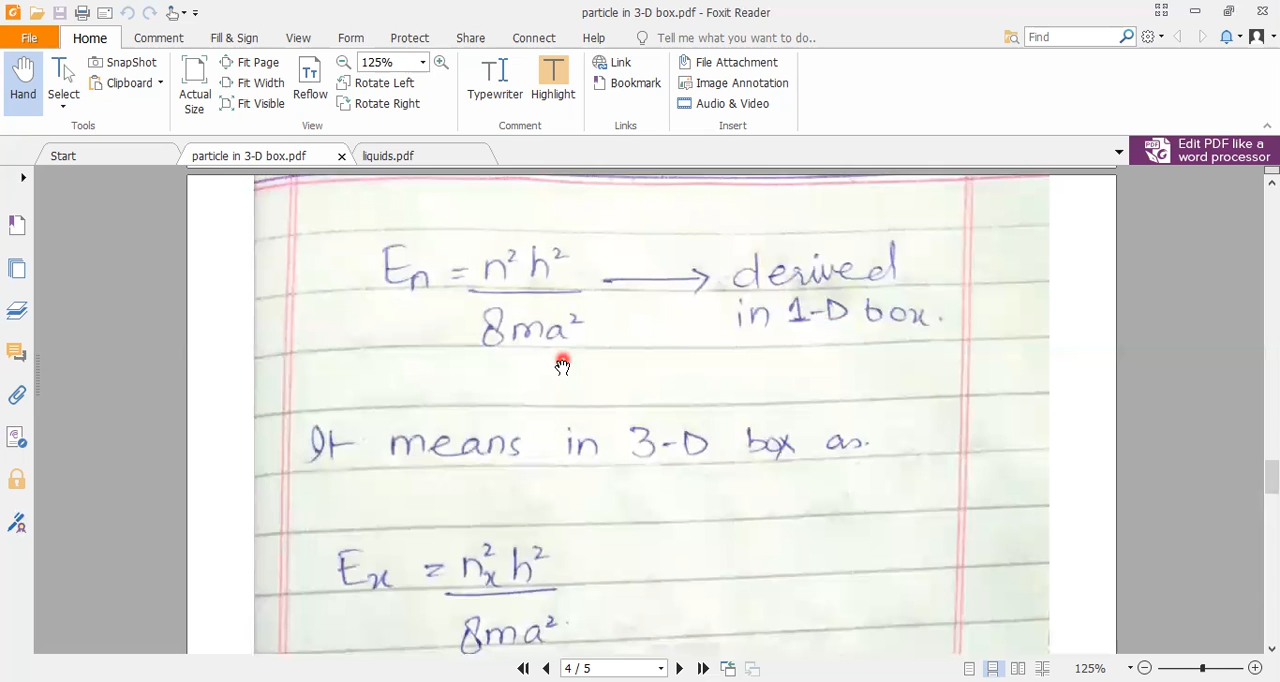 particle in 3-D box.pdf - Foxit Reader
File Home Comment Fill & Sign View Form Protect Share Connect Help Tell me what you want to do.. Find
Hand
Select
SnapShot
Clipboard
Tools
Actual Size
Fit Page
Fit Width
Fit Visible
Reflow
125%
Rotate Left
Rotate Right
View
Typewriter
Highlight
Comment
Link
Bookmark
Links
File Attachment
Image Annotation
Audio & Video
Insert
Start particle in 3-D box.pdf liquids.pdf
Edit PDF like a
word processor
Eₙ = n²h² / 8ma² → derived
in 1-D box.
It means in 3-D box as.
Eₓ = nₓ²h² / 8ma²
4 / 5 125%